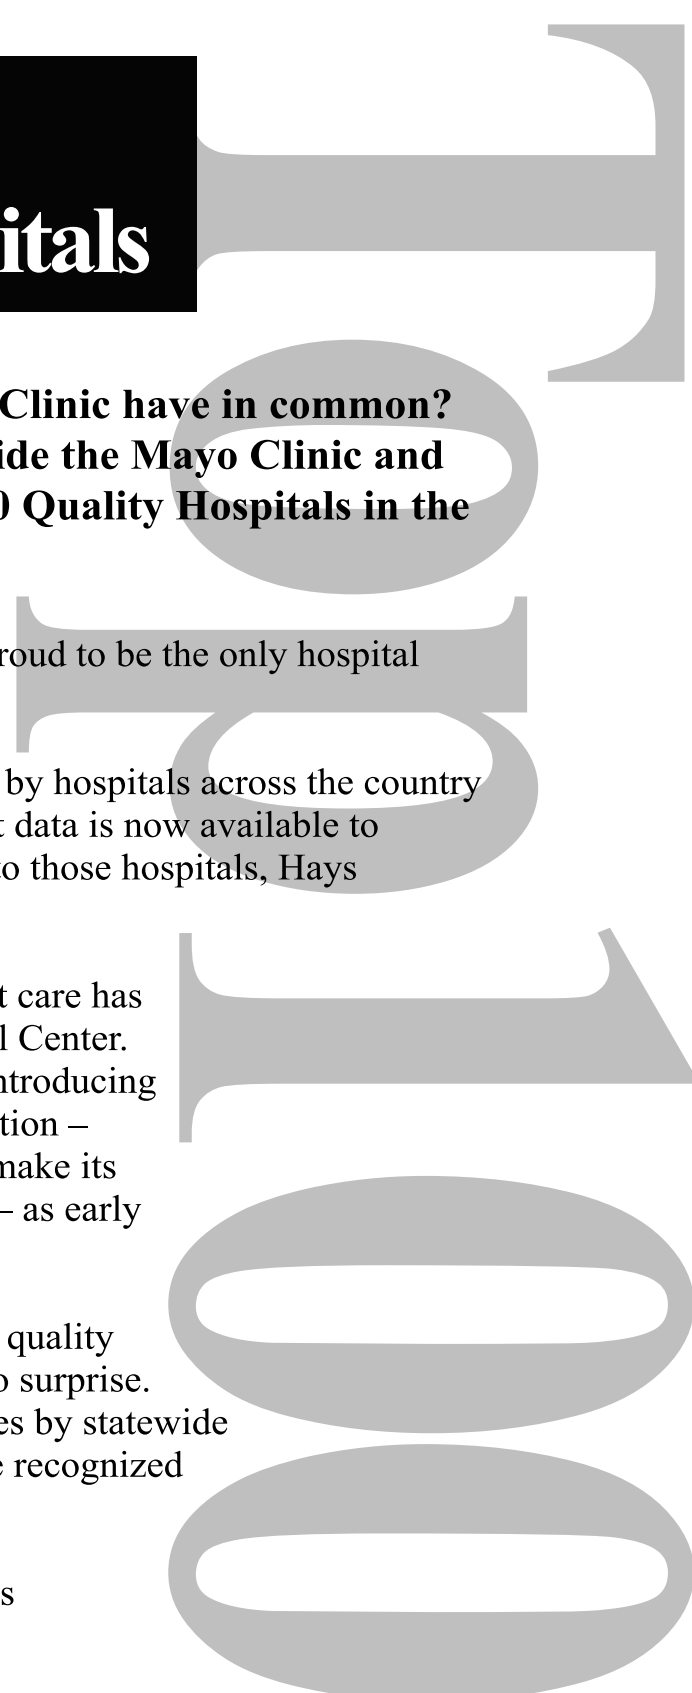 itals
Top 100
Clinic have in common?
ide the Mayo Clinic and
0 Quality Hospitals in the
roud to be the only hospital
by hospitals across the country
t data is now available to
to those hospitals, Hays
t care has
l Center.
ntroducing
tion –
make its
– as early
quality
o surprise.
es by statewide
e recognized
s